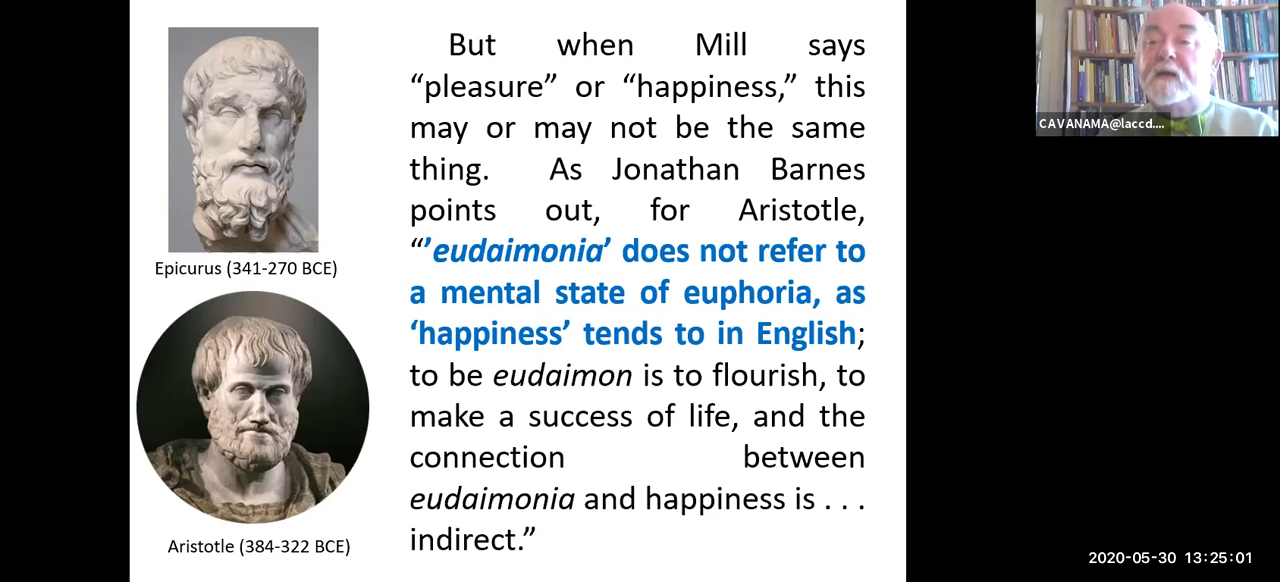 Epicurus (341-270 BCE)
Aristotle (384-322 BCE)
But when Mill says
“pleasure” or “happiness,” this
may or may not be the same
thing. As Jonathan Barnes
points out, for Aristotle,
“’eudaimonia’ does not refer to
a mental state of euphoria, as
‘happiness’ tends to in English;
to be eudaimon is to flourish, to
make a success of life, and the
connection between
eudaimonia and happiness is . . .
indirect.”
CAVANAMA@laccd....
2020-05-30 13:25:01